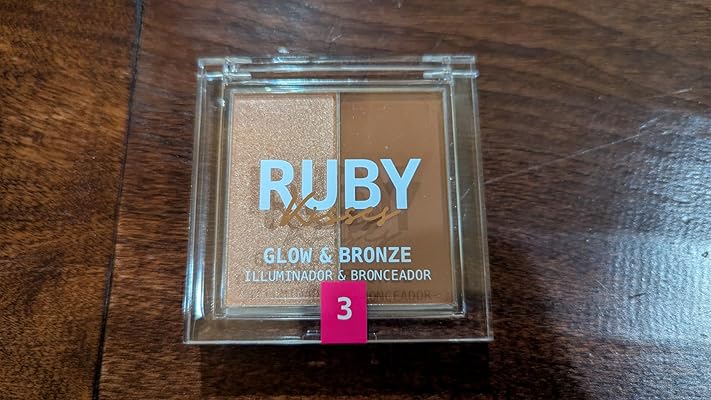 RUBY
Kisses
GLOW & BRONZE
ILLUMINADOR & BRONCEADOR
3